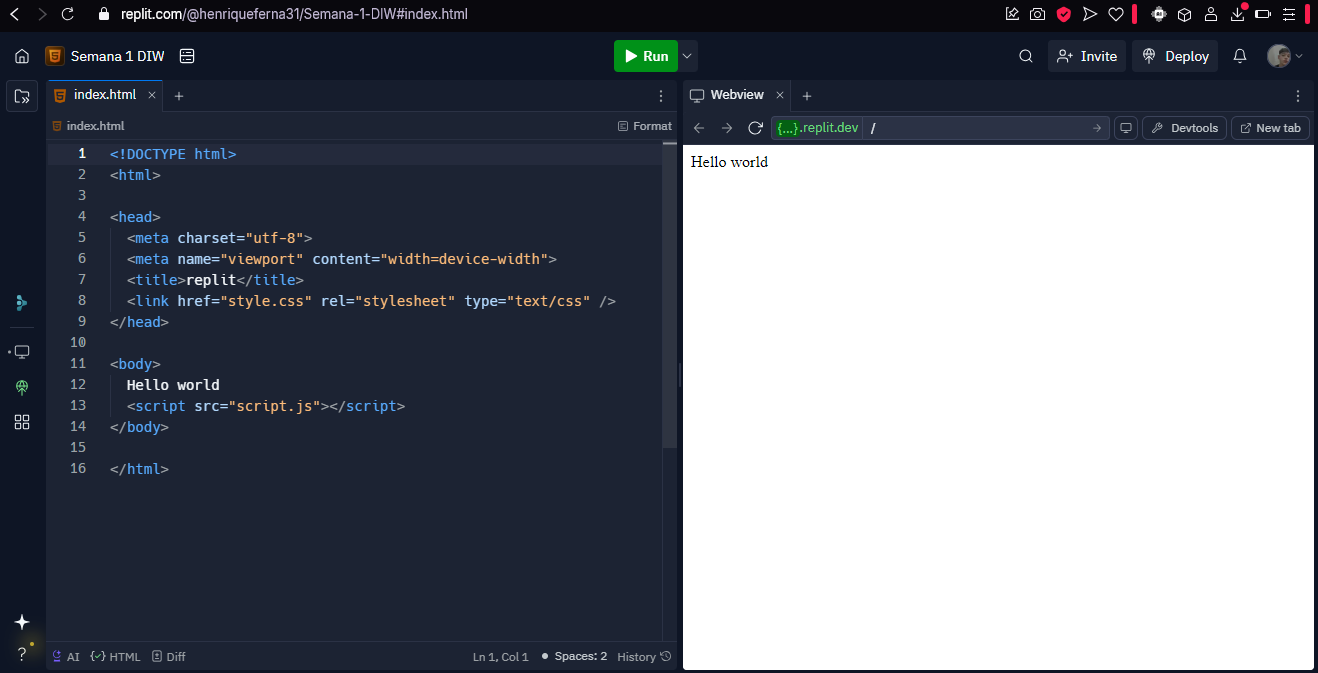 replit.com/@henriqueferna31/Semana-1-DIW#index.html
Semana 1 DIW
Run
Invite
Deploy
index.html
index.html
Format
1 <!DOCTYPE html>
2 <html>
3
4 <head>
5 <meta charset="utf-8">
6 <meta name="viewport" content="width=device-width">
7 <title>replit</title>
8 <link href="style.css" rel="stylesheet" type="text/css" />
9 </head>
10
11 <body>
12 Hello world
13 <script src="script.js"></script>
14 </body>
15
16 </html>
AI
HTML
Diff
Ln 1, Col 1
Spaces: 2
History
Webview
{...}.replit.dev /
Devtools
New tab
Hello world